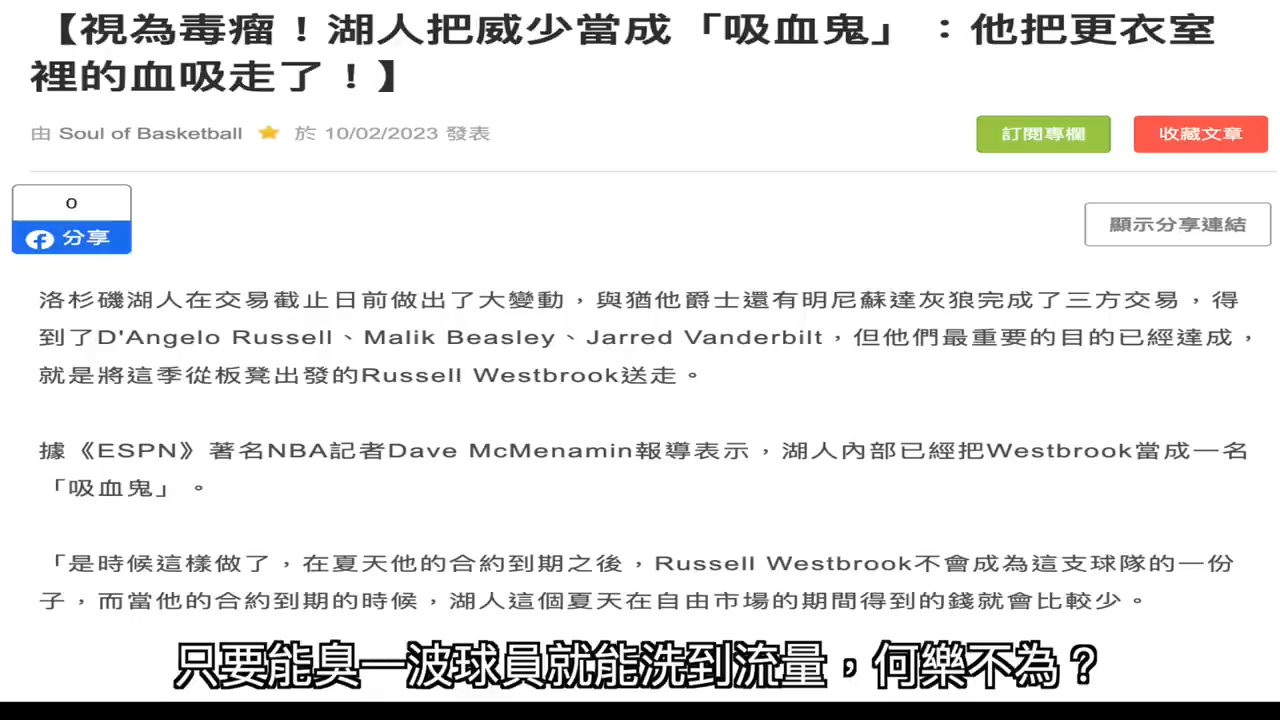 【視為毒瘤！湖人把威少當成「吸血鬼」：他把更衣室
裡的血吸走了！】
由 Soul of Basketball ⭐ 於 10/02/2023 發表
訂閱專欄
收藏文章
0
分享
顯示分享連結
洛杉磯湖人在交易截止日前做出了大變動，與猶他爵士還有明尼蘇達灰狼完成了三方交易，得
到了D'Angelo Russell、Malik Beasley、Jarred Vanderbilt，但他們最重要的目的已經達成，
就是將這季從板凳出發的Russell Westbrook送走。
據《ESPN》著名NBA記者Dave McMenamin報導表示，湖人內部已經把Westbrook當成一名
「吸血鬼」。
「是時候這樣做了，在夏天他的合約到期之後，Russell Westbrook不會成為這支球隊的一份
子，而當他的合約到期的時候，湖人這個夏天在自由市場的期間得到的錢就會比較少。
只要能臭一波球員就能洗到流量，何樂不為？